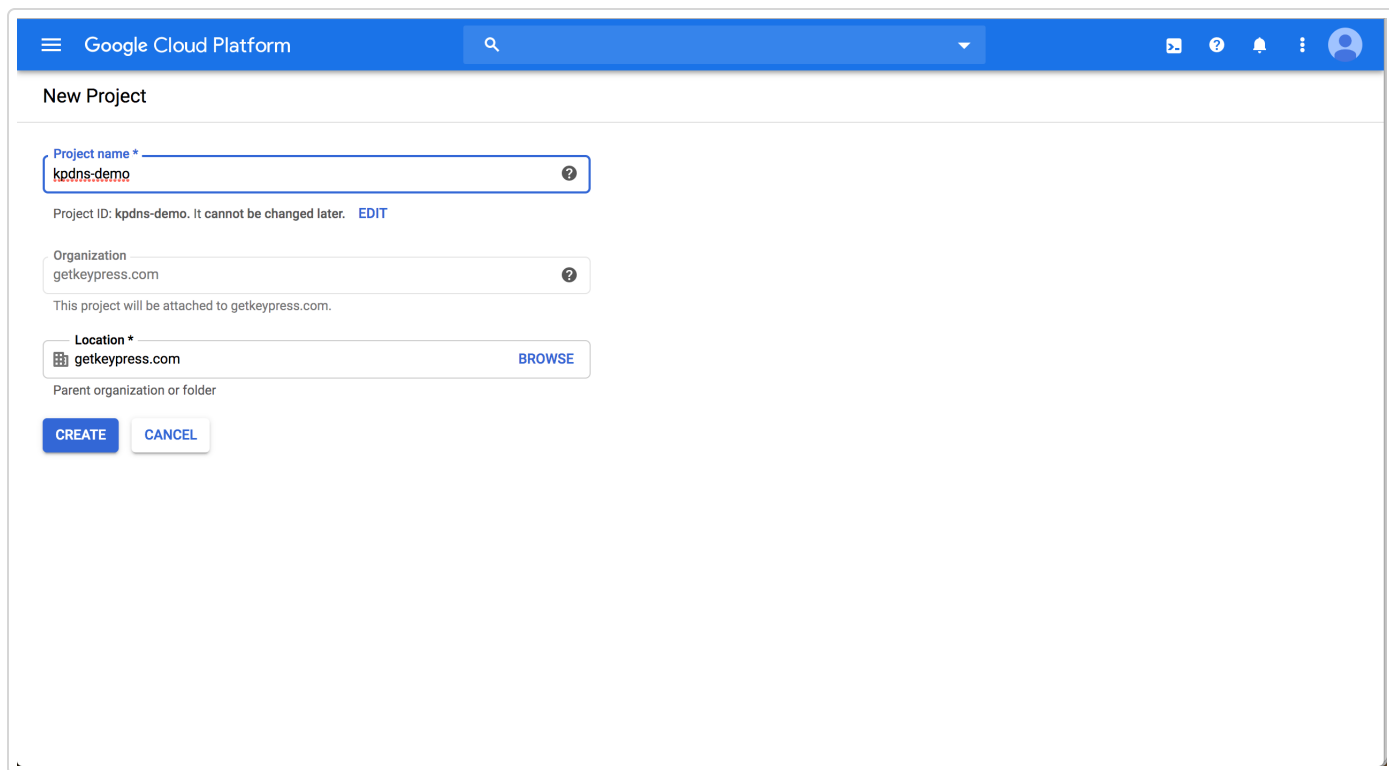 Google Cloud Platform
New Project
Project name *
kpdns-demo
Project ID: kpdns-demo. It cannot be changed later. EDIT
Organization
getkeypress.com
This project will be attached to getkeypress.com.
Location *
getkeypress.com BROWSE
Parent organization or folder
CREATE CANCEL